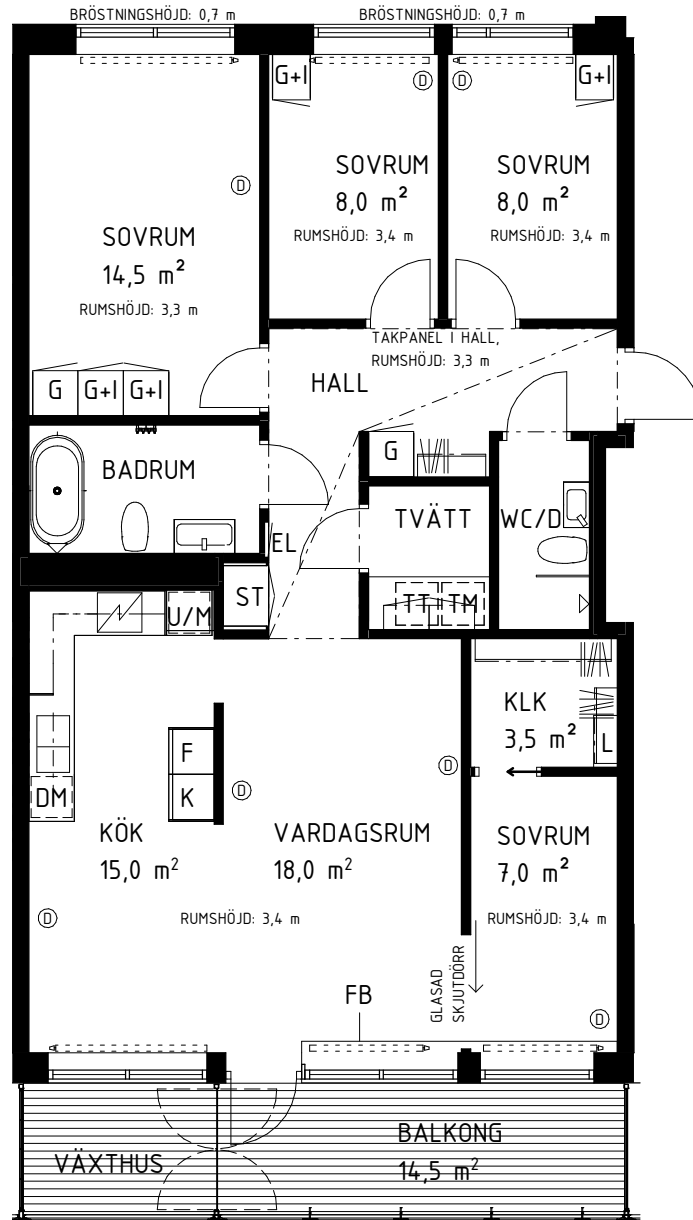 BRÖSTNINGSHÖJD: 0,7 m
BRÖSTNINGSHÖJD: 0,7 m
G+I
G+I
D
D
D
SOVRUM
8,0 m²
RUMSHÖJD: 3,4 m
SOVRUM
8,0 m²
RUMSHÖJD: 3,4 m
SOVRUM
14,5 m²
RUMSHÖJD: 3,3 m
TAKPANEL I HALL,
RUMSHÖJD: 3,3 m
HALL
G
G+I
G+I
G
BADRUM
TVÄTT
WC/D
EL
ST
U/M
TT
TM
KLK
3,5 m²
L
F
K
DM
D
D
KÖK
15,0 m²
VARDAGSRUM
18,0 m²
SOVRUM
7,0 m²
D
RUMSHÖJD: 3,4 m
RUMSHÖJD: 3,4 m
GLASAD
SKJUTDÖRR
FB
D
VÄXTHUS
BALKONG
14,5 m²